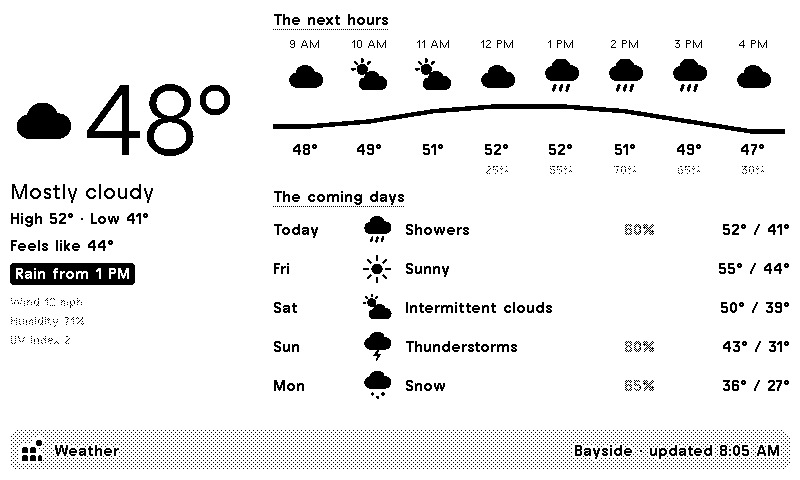 48°
Mostly cloudy
High 52° · Low 41°
Feels like 44°
Rain from 1 PM
Wind 12 mph
Humidity 71%
UV Index 2
The next hours
9 AM 10 AM 11 AM 12 PM 1 PM 2 PM 3 PM 4 PM
48° 49° 51° 52° 52° 51° 49° 47°
25% 55% 70% 65% 30%
The coming days
Today Showers 52° / 41°
Fri Sunny 55° / 44°
Sat Intermittent clouds 50° / 39°
Sun Thunderstorms 80% 43° / 31°
Mon Snow 85% 36° / 27°
Weather Bayside · updated 8:05 AM